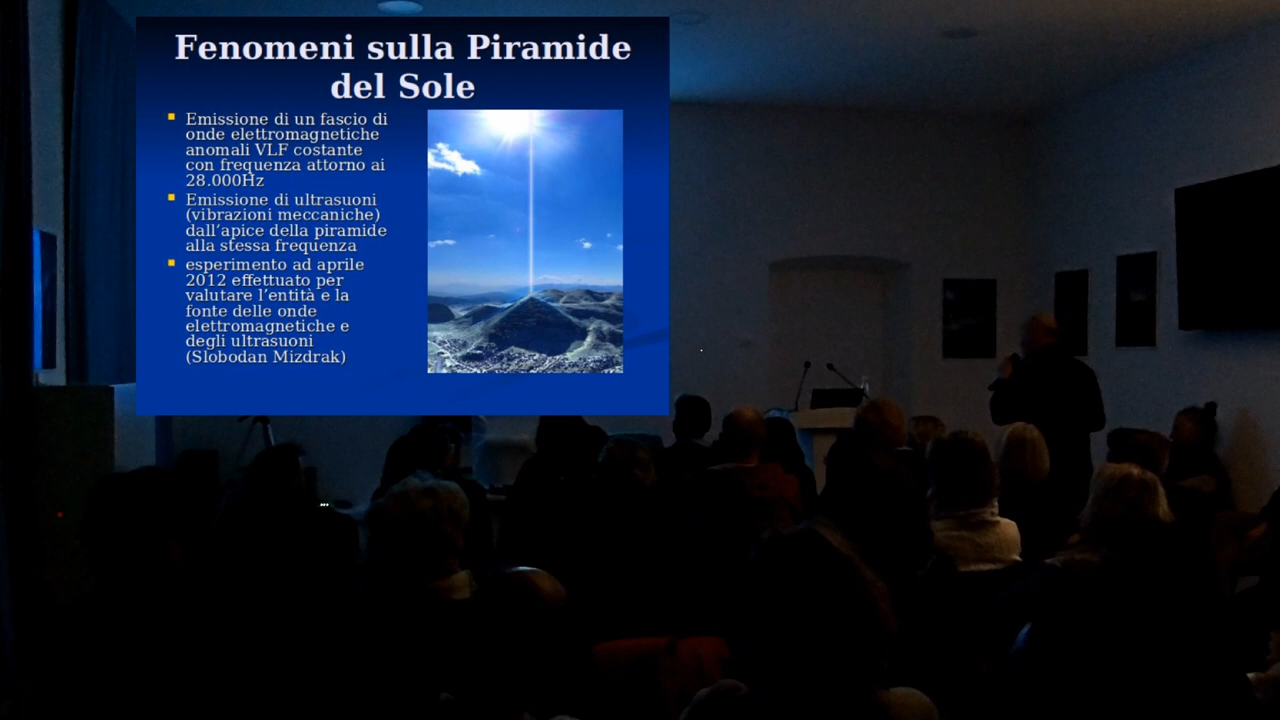 Fenomeni sulla Piramide
del Sole
Emissione di un fascio di
onde elettromagnetiche
anomali VLF costante
con frequenza attorno ai
28.000Hz
Emissione di ultrasuoni
(vibrazioni meccaniche)
dall’apice della piramide
alla stessa frequenza
esperimento ad aprile
2012 effettuato per
valutare l’entità e la
fonte delle onde
elettromagnetiche e
degli ultrasuoni
(Slobodan Mizdrak)